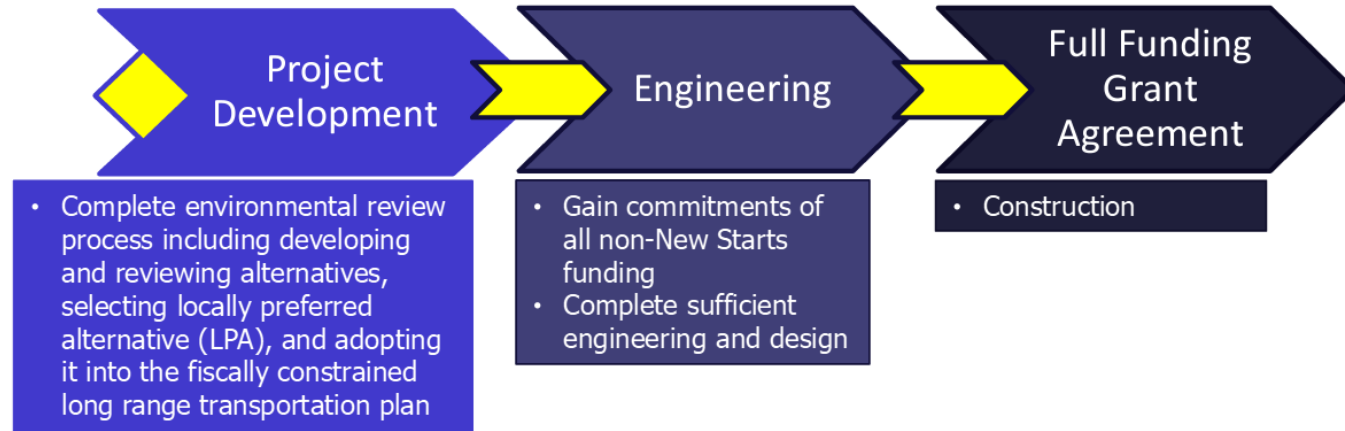 Project
Development
Engineering
Full Funding
Grant
Agreement
• Complete environmental review
process including developing
and reviewing alternatives,
selecting locally preferred
alternative (LPA), and adopting
it into the fiscally constrained
long range transportation plan
• Gain commitments of
all non-New Starts
funding
• Complete sufficient
engineering and design
• Construction